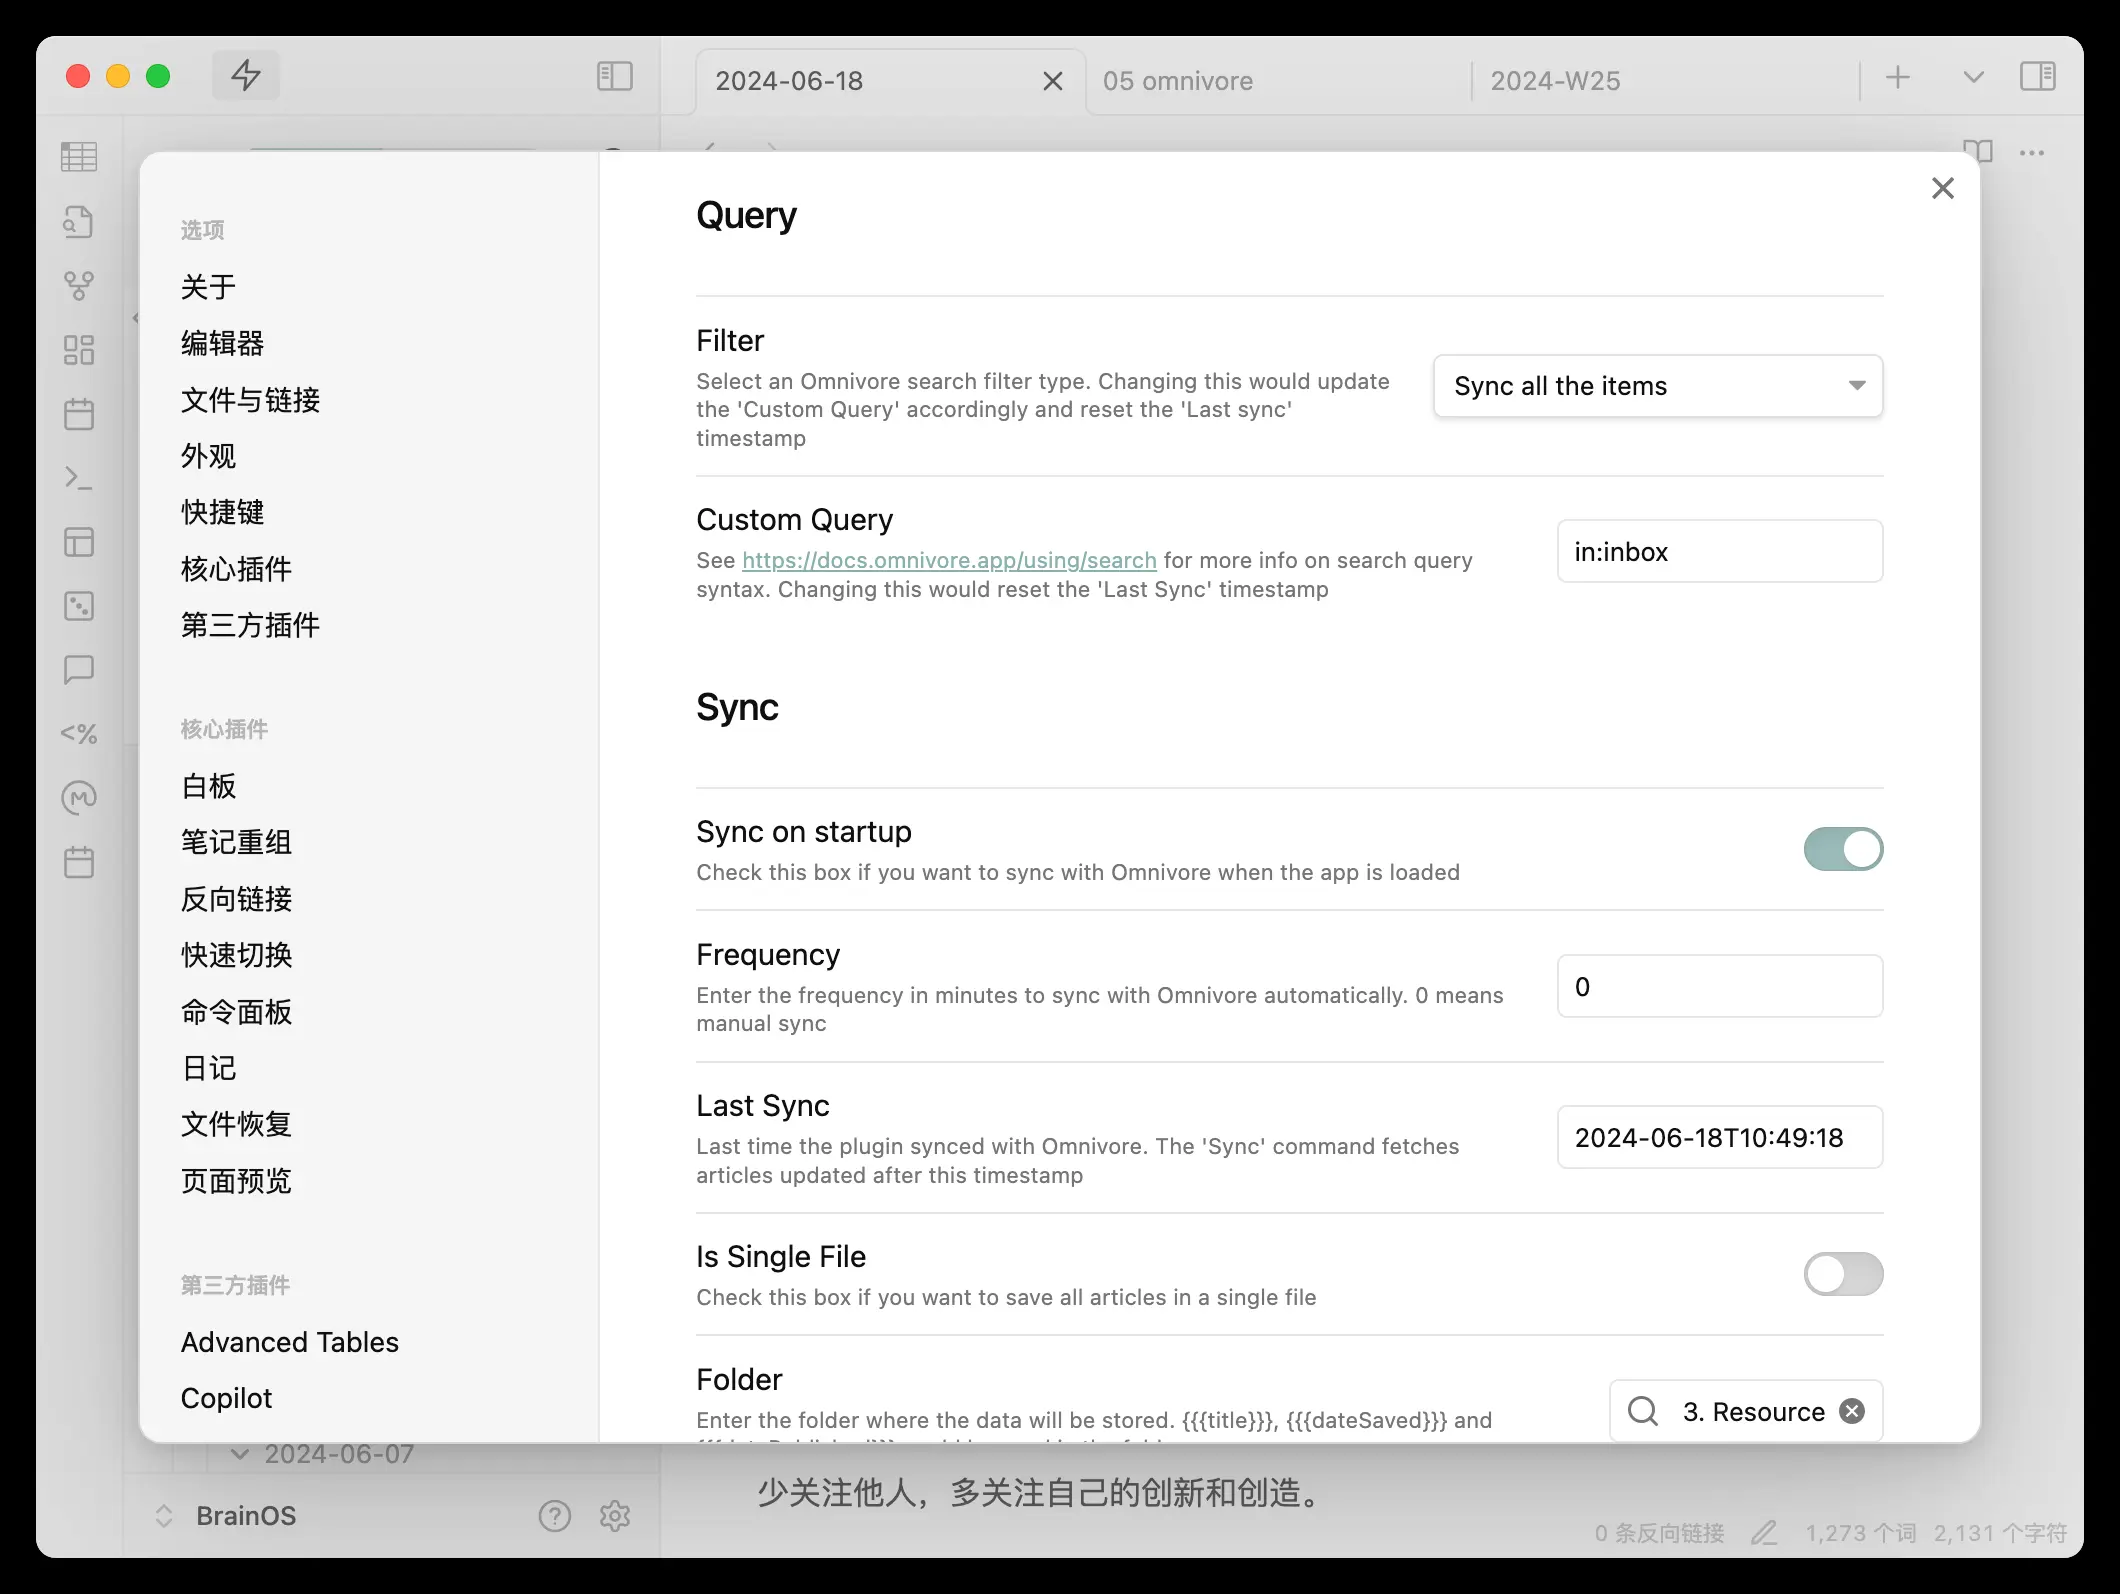 2024-06-18
05 omnivore
2024-W25
选项
关于
编辑器
文件与链接
外观
快捷键
核心插件
第三方插件
核心插件
白板
笔记重组
反向链接
快速切换
命令面板
日记
文件恢复
页面预览
第三方插件
Advanced Tables
Copilot
Query
Filter
Select an Omnivore search filter type. Changing this would update
the 'Custom Query' accordingly and reset the 'Last sync'
timestamp
Sync all the items
Custom Query
See https://docs.omnivore.app/using/search for more info on search query
syntax. Changing this would reset the 'Last Sync' timestamp
in:inbox
Sync
Sync on startup
Check this box if you want to sync with Omnivore when the app is loaded
Frequency
Enter the frequency in minutes to sync with Omnivore automatically. 0 means
manual sync
0
Last Sync
Last time the plugin synced with Omnivore. The 'Sync' command fetches
articles updated after this timestamp
2024-06-18T10:49:18
Is Single File
Check this box if you want to save all articles in a single file
Folder
Enter the folder where the data will be stored. {{{title}}}, {{{dateSaved}}} and
3. Resource
2024-06-07
BrainOS
少关注他人，多关注自己的创新和创造。
0 条反向链接
1,273 个词
2,131 个字符